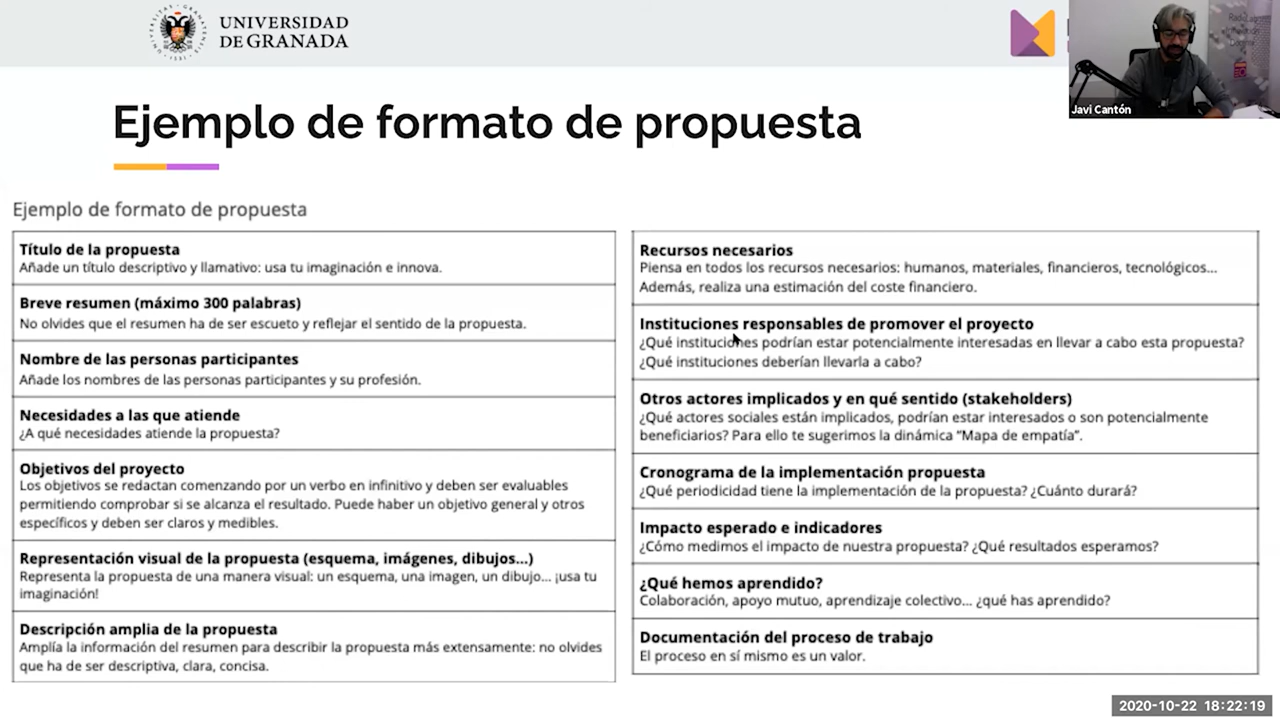 UNIVERSIDAD
DE GRANADA
Javi Cantón
Ejemplo de formato de propuesta
Ejemplo de formato de propuesta
Título de la propuesta
Añade un título descriptivo y llamativo: usa tu imaginación e innova.
Breve resumen (máximo 300 palabras)
No olvides que el resumen ha de ser escueto y reflejar el sentido de la propuesta.
Nombre de las personas participantes
Añade los nombres de las personas participantes y su profesión.
Necesidades a las que atiende
¿A qué necesidades atiende la propuesta?
Objetivos del proyecto
Los objetivos se redactan comenzando por un verbo en infinitivo y deben ser evaluables
permitiendo comprobar si se alcanza el resultado. Puede haber un objetivo general y otros
específicos y deben ser claros y medibles.
Representación visual de la propuesta (esquema, imágenes, dibujos...)
Representa la propuesta de una manera visual: un esquema, una imagen, un dibujo... ¡usa tu
imaginación!
Descripción amplia de la propuesta
Amplía la información del resumen para describir la propuesta más extensamente: no olvides
que ha de ser descriptiva, clara, concisa.
Recursos necesarios
Piensa en todos los recursos necesarios: humanos, materiales, financieros, tecnológicos...
Además, realiza una estimación del coste financiero.
Instituciones responsables de promover el proyecto
¿Qué instituciones podrían estar potencialmente interesadas en llevar a cabo esta propuesta?
¿Qué instituciones deberían llevarla a cabo?
Otros actores implicados y en qué sentido (stakeholders)
¿Qué actores sociales están implicados, podrían estar interesados o son potencialmente
beneficiarios? Para ello te sugerimos la dinámica “Mapa de empatía”.
Cronograma de la implementación propuesta
¿Qué periodicidad tiene la implementación de la propuesta? ¿Cuánto durará?
Impacto esperado e indicadores
¿Cómo medimos el impacto de nuestra propuesta? ¿Qué resultados esperamos?
¿Qué hemos aprendido?
Colaboración, apoyo mutuo, aprendizaje colectivo... ¿qué has aprendido?
Documentación del proceso de trabajo
El proceso en sí mismo es un valor.
2020-10-22 18:22:19